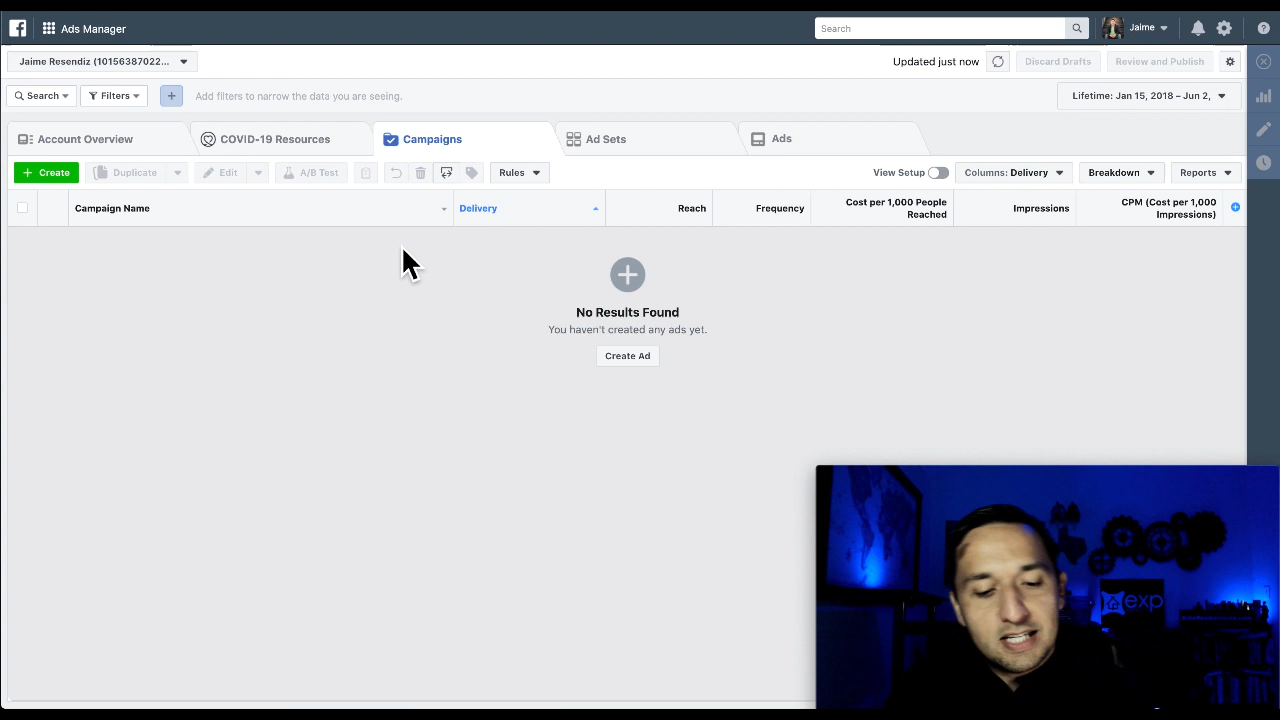 Ads Manager
Search
Jaime
Jaime Resendiz (10156387022...
Updated just now
Discard Drafts
Review and Publish
Search
Filters
Add filters to narrow the data you are seeing.
Lifetime: Jan 15, 2018 – Jun 2,
Account Overview
COVID-19 Resources
Campaigns
Ad Sets
Ads
+ Create
Duplicate
Edit
A/B Test
Rules
View Setup
Columns: Delivery
Breakdown
Reports
Campaign Name
Delivery
Reach
Frequency
Cost per 1,000 People
Reached
Impressions
CPM (Cost per 1,000
Impressions)
No Results Found
You haven't created any ads yet.
Create Ad
exp